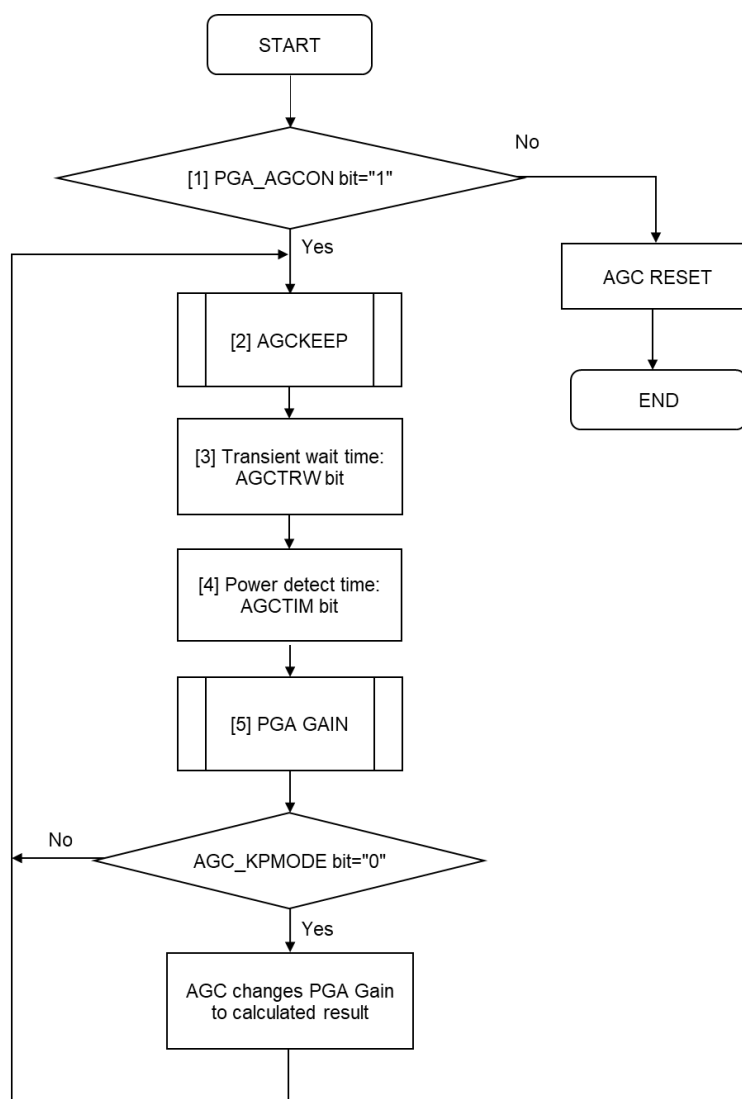 START
[1] PGA_AGCON bit="1"
No
Yes
AGC RESET
[2] AGCKEEP
END
[3] Transient wait time:
AGCTRW bit
[4] Power detect time:
AGCTIM bit
[5] PGA GAIN
No
AGC_KPMODE bit="0"
Yes
AGC changes PGA Gain
to calculated result